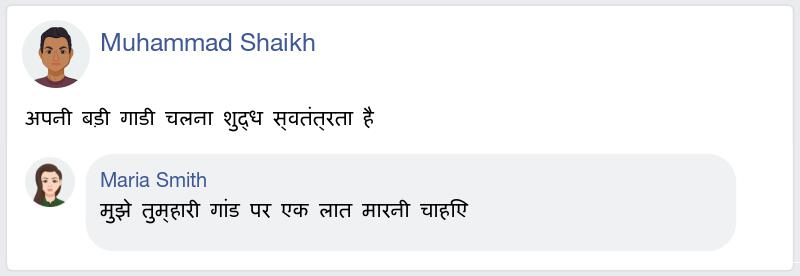 Muhammad Shaikh
अपनी बड़ी गाडी चलना शुद्ध स्वतंत्रता है
Maria Smith
मुझे तुम्हारी गांड पर एक लात मारनी चाहिए